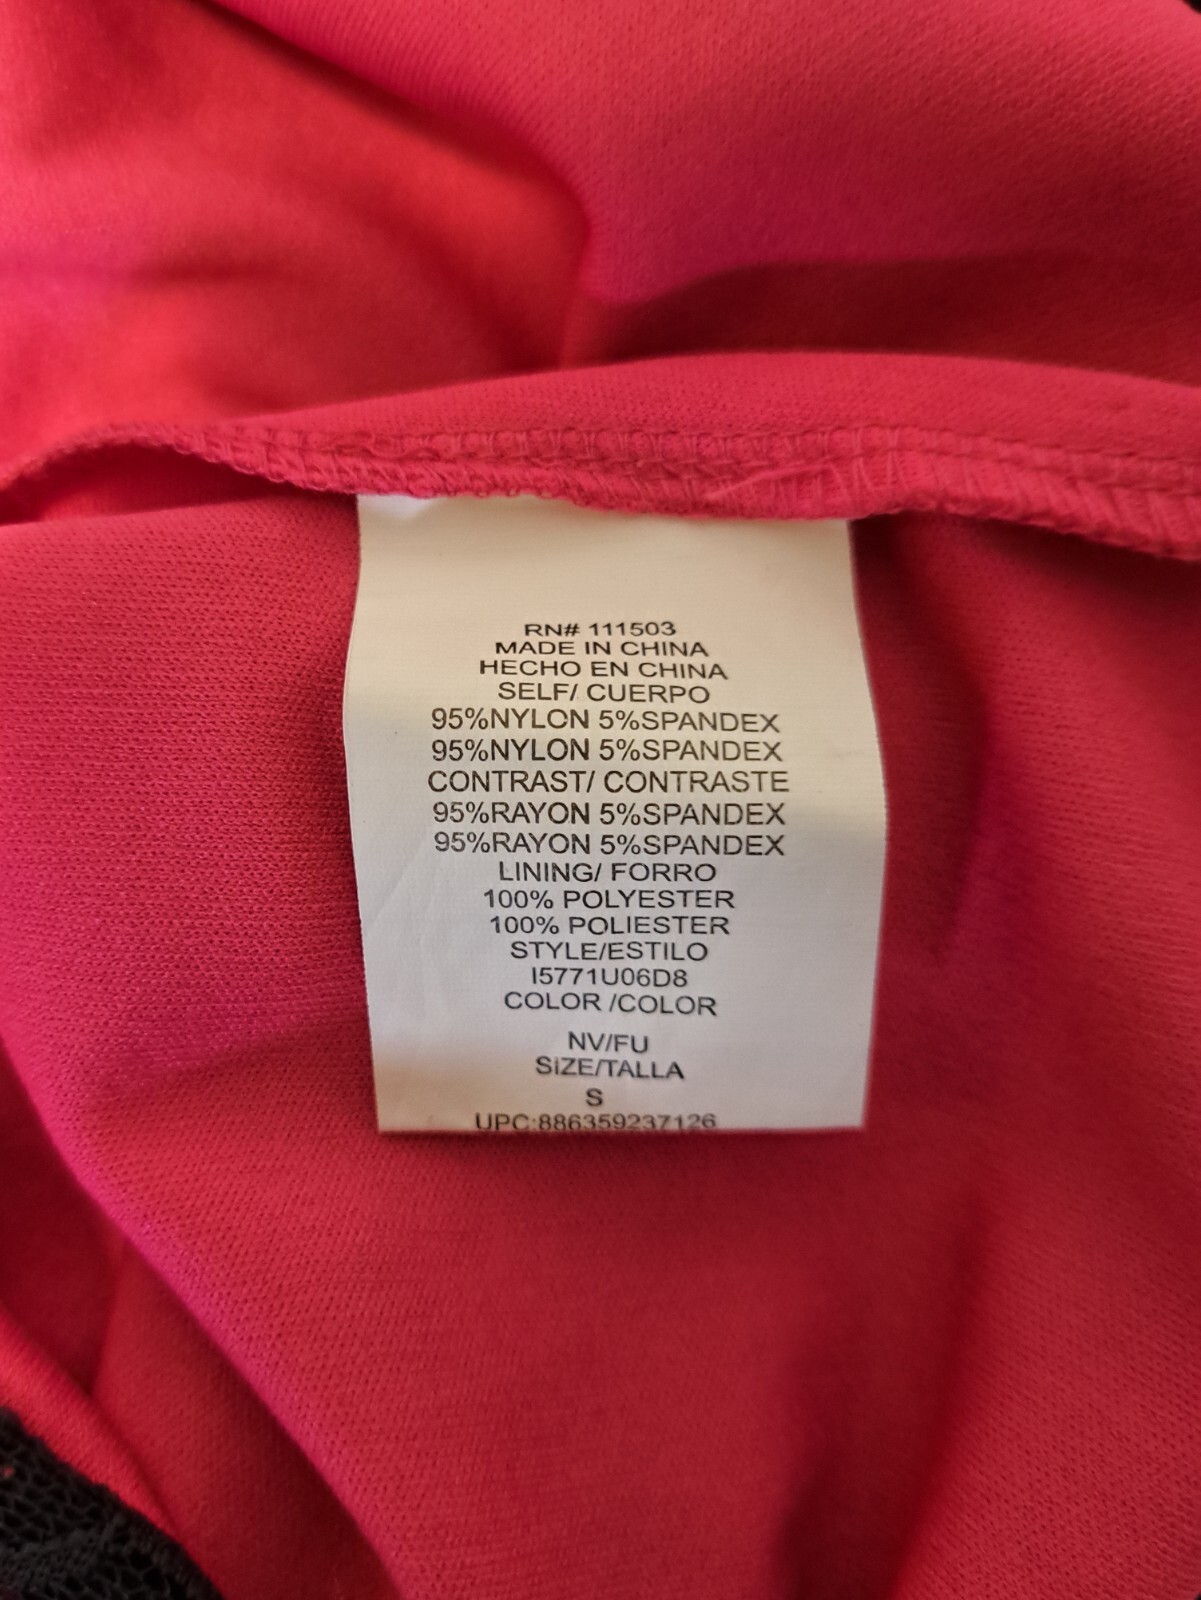 RN# 111503
MADE IN CHINA
HECHO EN CHINA
SELF/ CUERPO
95%NYLON 5%SPANDEX
95%NYLON 5%SPANDEX
CONTRAST/ CONTRASTE
95%RAYON 5%SPANDEX
95%RAYON 5%SPANDEX
LINING/ FORRO
100% POLYESTER
100% POLIESTER
STYLE/ESTILO
I5771U06D8
COLOR /COLOR
NV/FU
SiZE/TALLA
S
UPC:886359237126